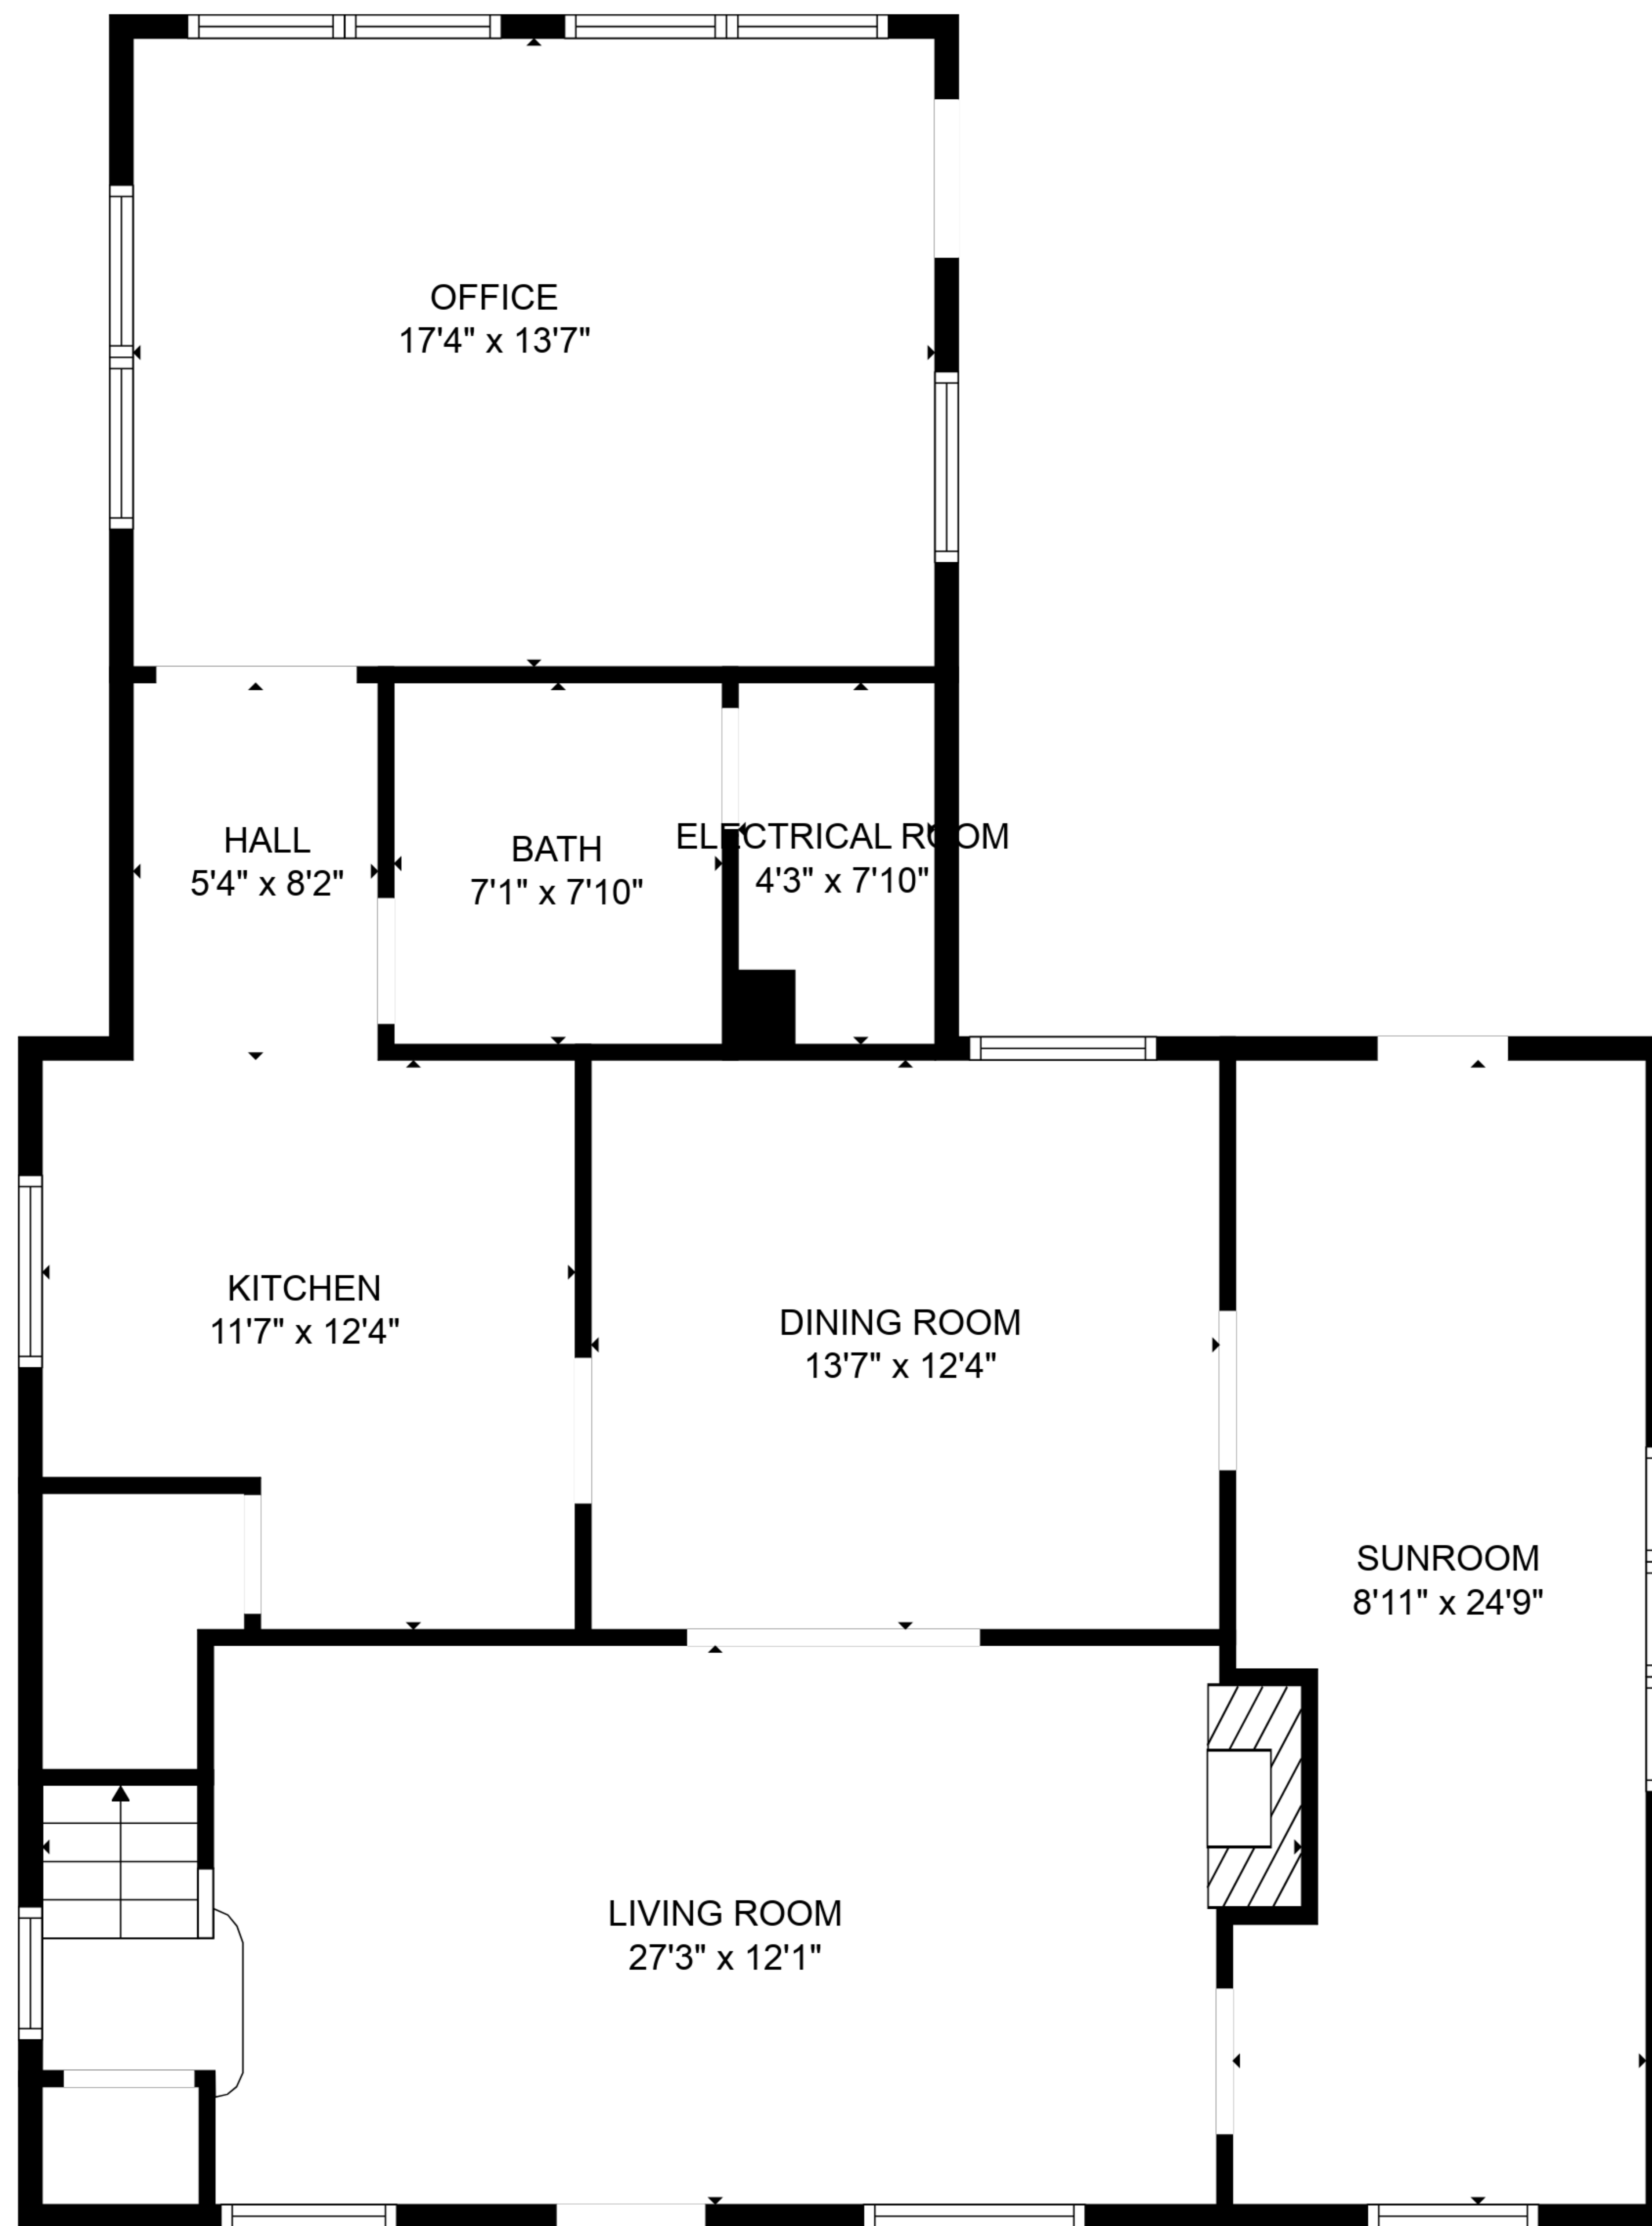 OFFICE
17'4" x 13'7"
HALL
5'4" x 8'2"
BATH
7'1" x 7'10"
ELECTRICAL ROOM
4'3" x 7'10"
KITCHEN
11'7" x 12'4"
DINING ROOM
13'7" x 12'4"
SUNROOM
8'11" x 24'9"
LIVING ROOM
27'3" x 12'1"